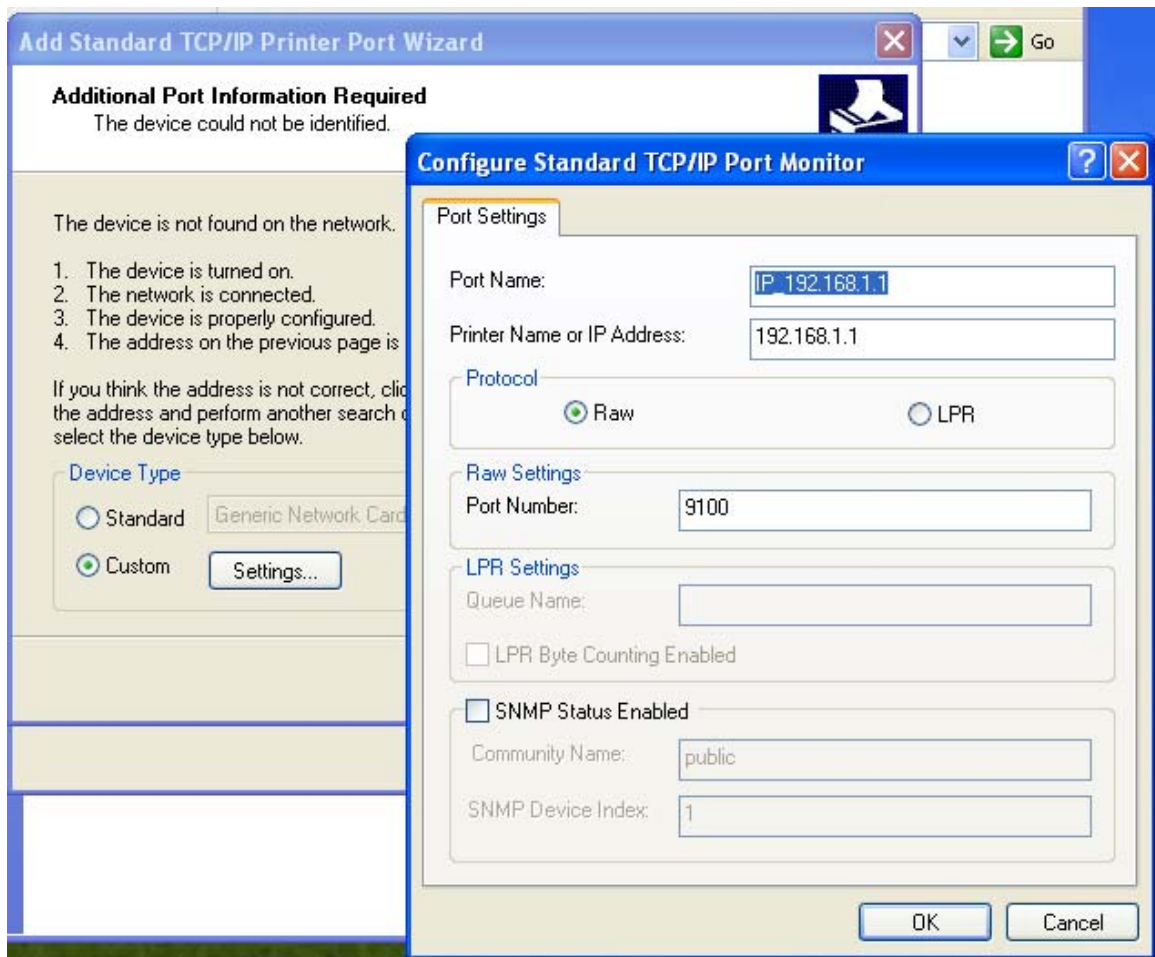 Add Standard TCP/IP Printer Port Wizard
Go
Additional Port Information Required
The device could not be identified.
The device is not found on the network.
1. The device is turned on.
2. The network is connected.
3. The device is properly configured.
4. The address on the previous page is
If you think the address is not correct, clic
the address and perform another search
select the device type below.
Device Type
Standard
Generic Network Card
Custom
Settings...
Configure Standard TCP/IP Port Monitor
?
Port Settings
Port Name:
IP_192.168.1.1
Printer Name or IP Address:
192.168.1.1
Protocol
Raw
LPR
Raw Settings
Port Number:
9100
LPR Settings
Queue Name:
LPR Byte Counting Enabled
SNMP Status Enabled
Community Name:
public
SNMP Device Index:
1
OK
Cancel